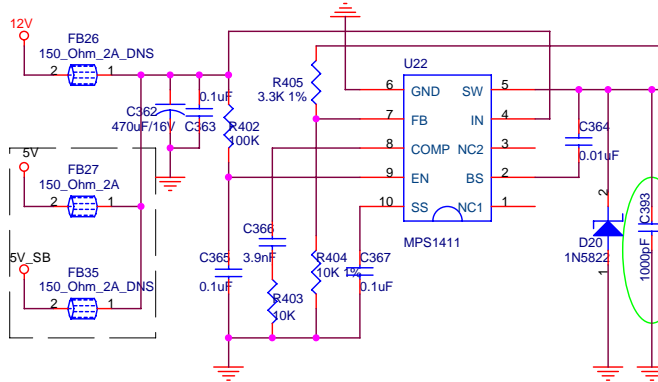 12V
FB26
150_Ohm_2A_DNS
2
1
C362
470uF/16V
0.1uF
C363
R402
100K
R405
3.3K 1%
U22
6
GND
SW
5
7
FB
IN
4
8
COMP
NC2
3
9
EN
BS
2
10
SS
NC1
1
MPS1411
C364
0.01uF
5V
FB27
150_Ohm_2A
2
1
5V_SB
FB35
150_Ohm_2A_DNS
2
1
C365
0.1uF
C366
3.9nF
R403
10K
R404
10K 1%
C367
0.1uF
2
D20
1N5822
1
C393
1000pF